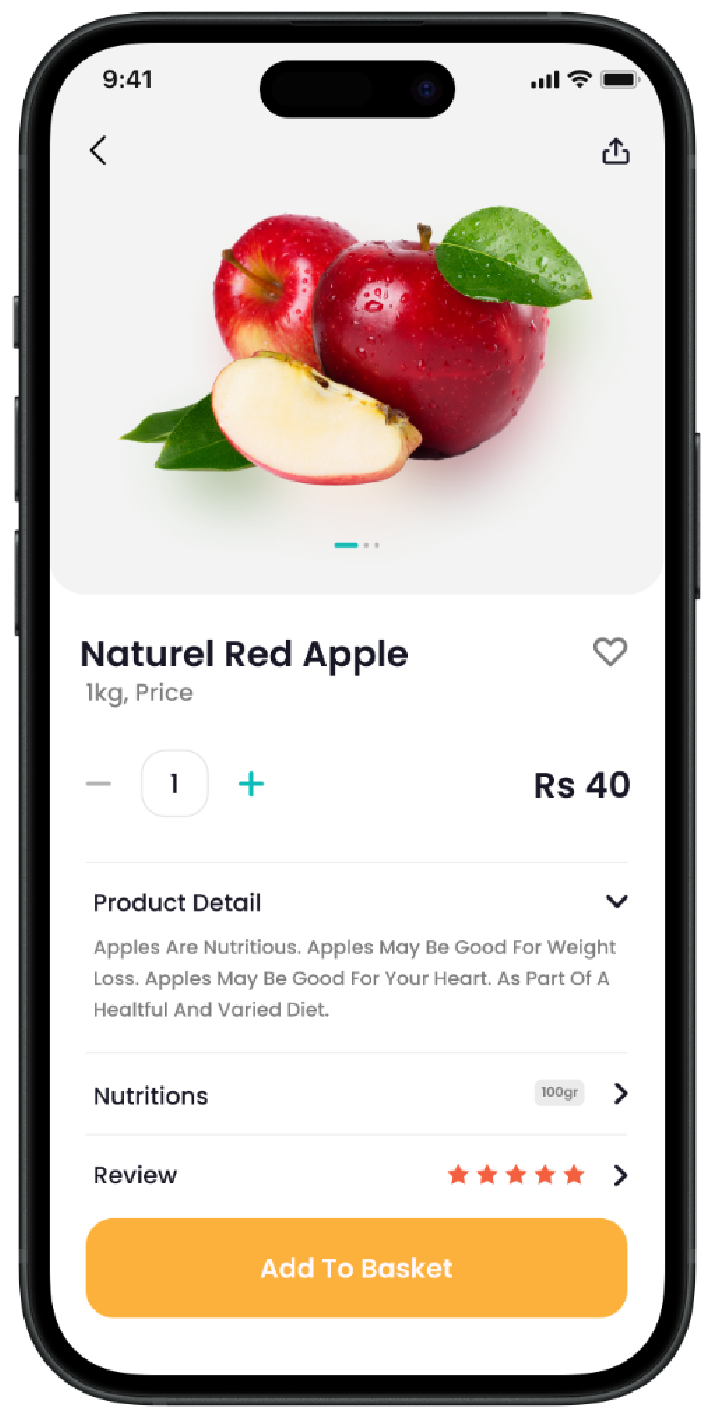 9:41
Naturel Red Apple
1kg, Price
1
Rs 40
Product Detail
Apples Are Nutritious. Apples May Be Good For Weight
Loss. Apples May Be Good For Your Heart. As Part Of A
Healtful And Varied Diet.
Nutritions 100gr
Review
Add To Basket